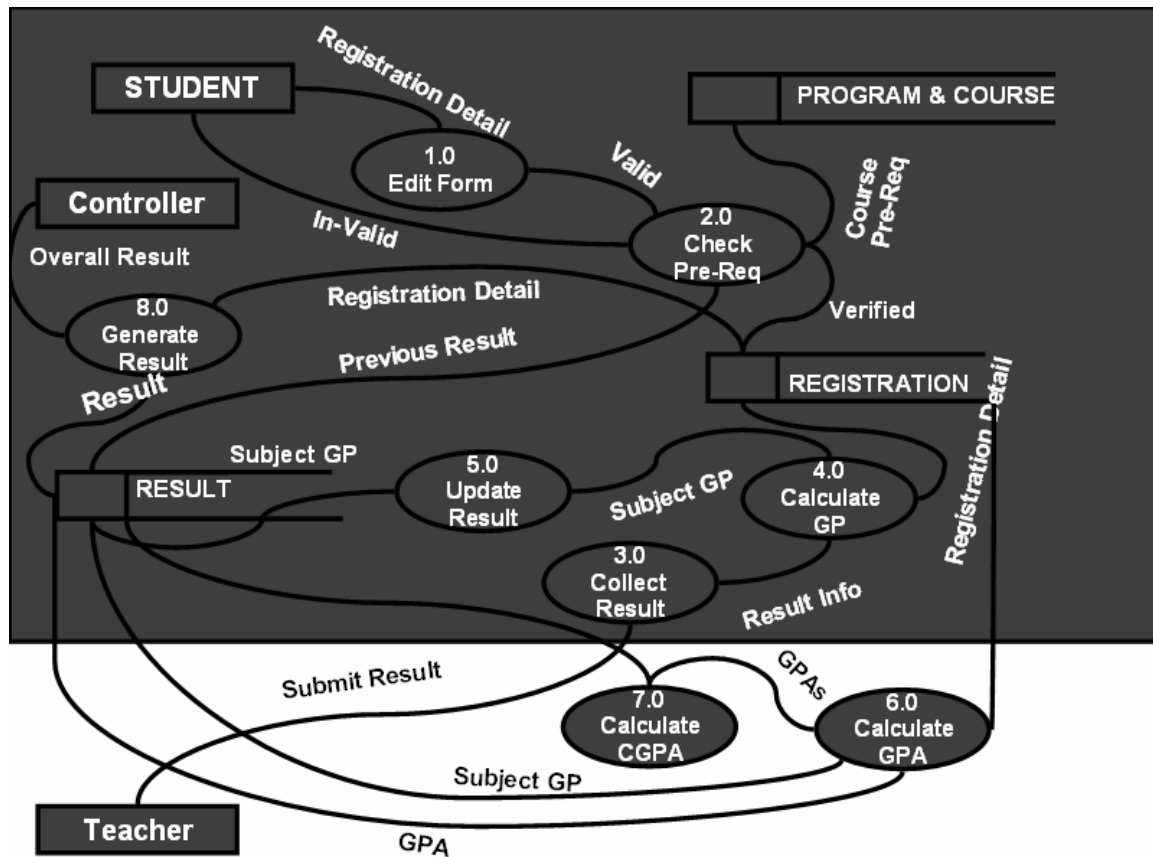 Registration Detail
STUDENT
PROGRAM & COURSE
1.0
Edit Form
Valid
Controller
In-Valid
2.0
Check
Pre-Req
Course
Pre-Req
Overall Result
Registration Detail
8.0
Generate
Result
Verified
Previous Result
Result
REGISTRATION
Registration Detail
Subject GP
RESULT
5.0
Update
Result
Subject GP
4.0
Calculate
GP
3.0
Collect
Result
Result Info
Submit Result
GPAs
7.0
Calculate
CGPA
6.0
Calculate
GPA
Subject GP
Teacher
GPA